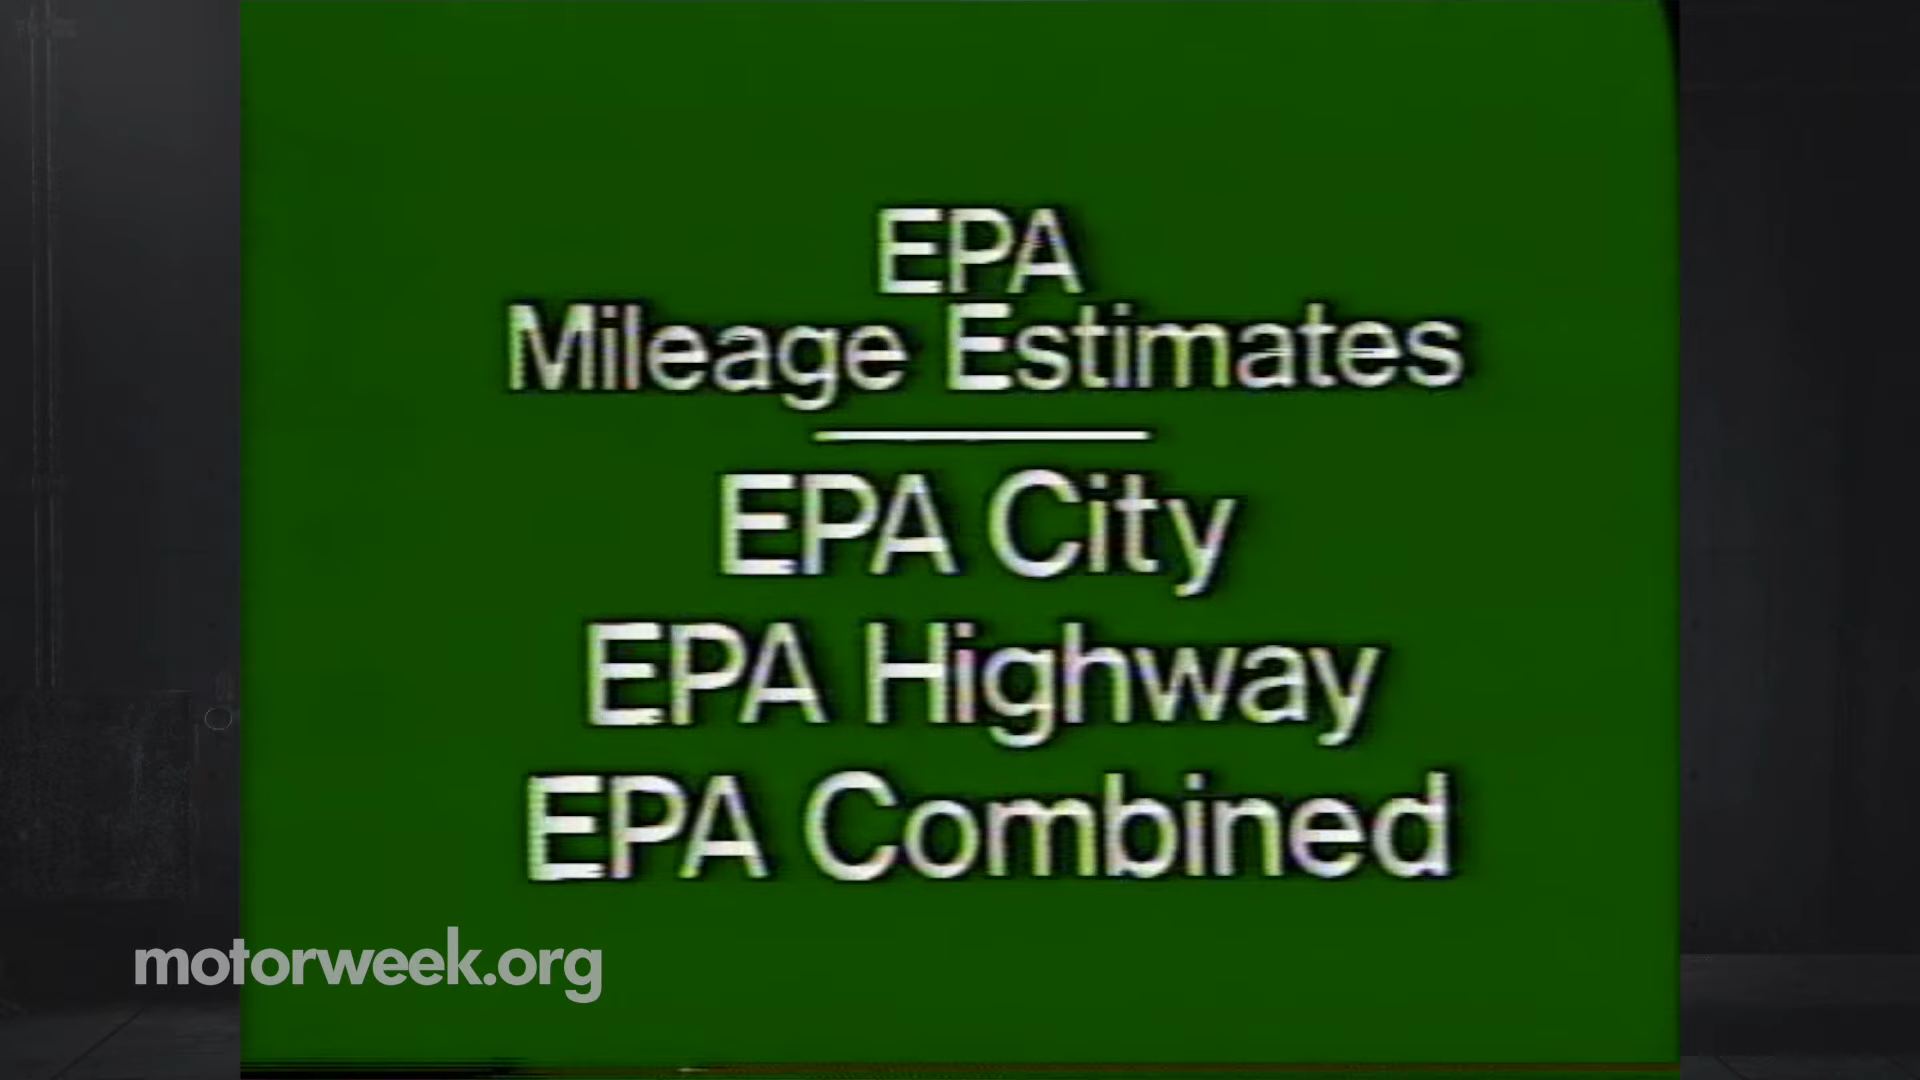 EPA
Mileage Estimates
EPA City
EPA Highway
EPA Combined
motorweek.org